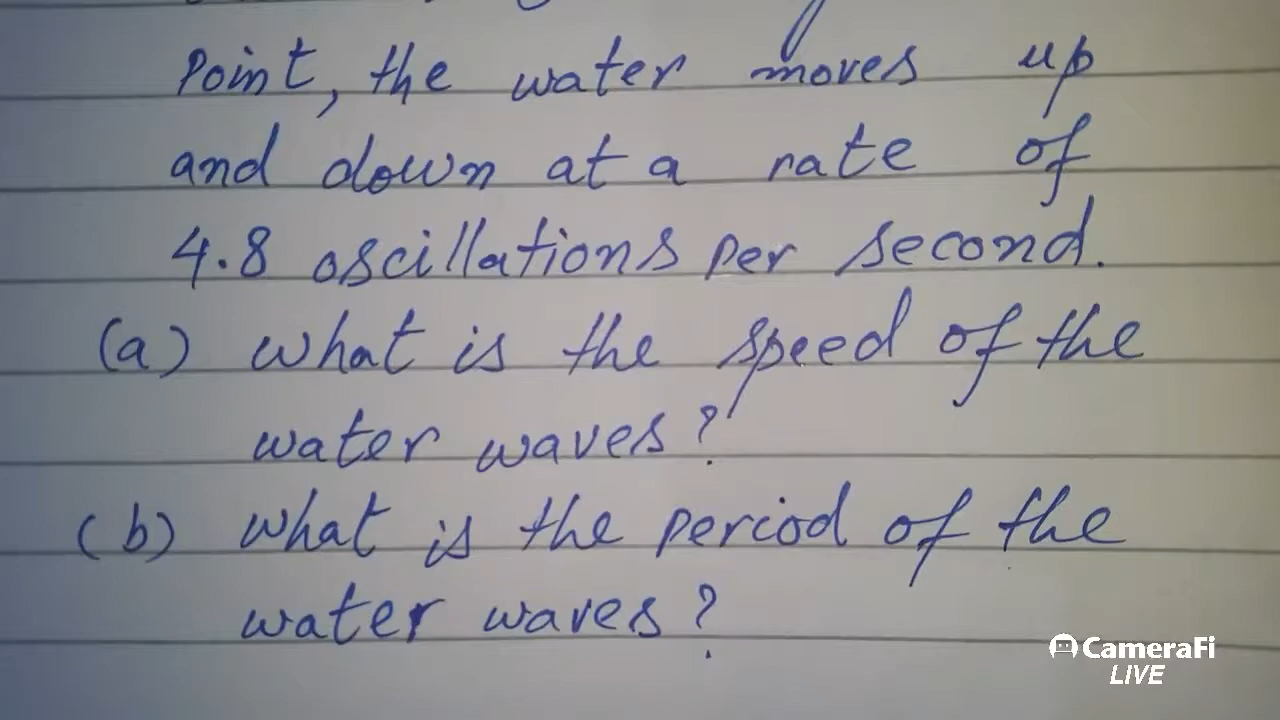 Point, the water moves up
and down at a rate of
4.8 oscillations per second.
(a) What is the speed of the
water waves?
(b) What is the period of the
water waves?
CameraFi
LIVE